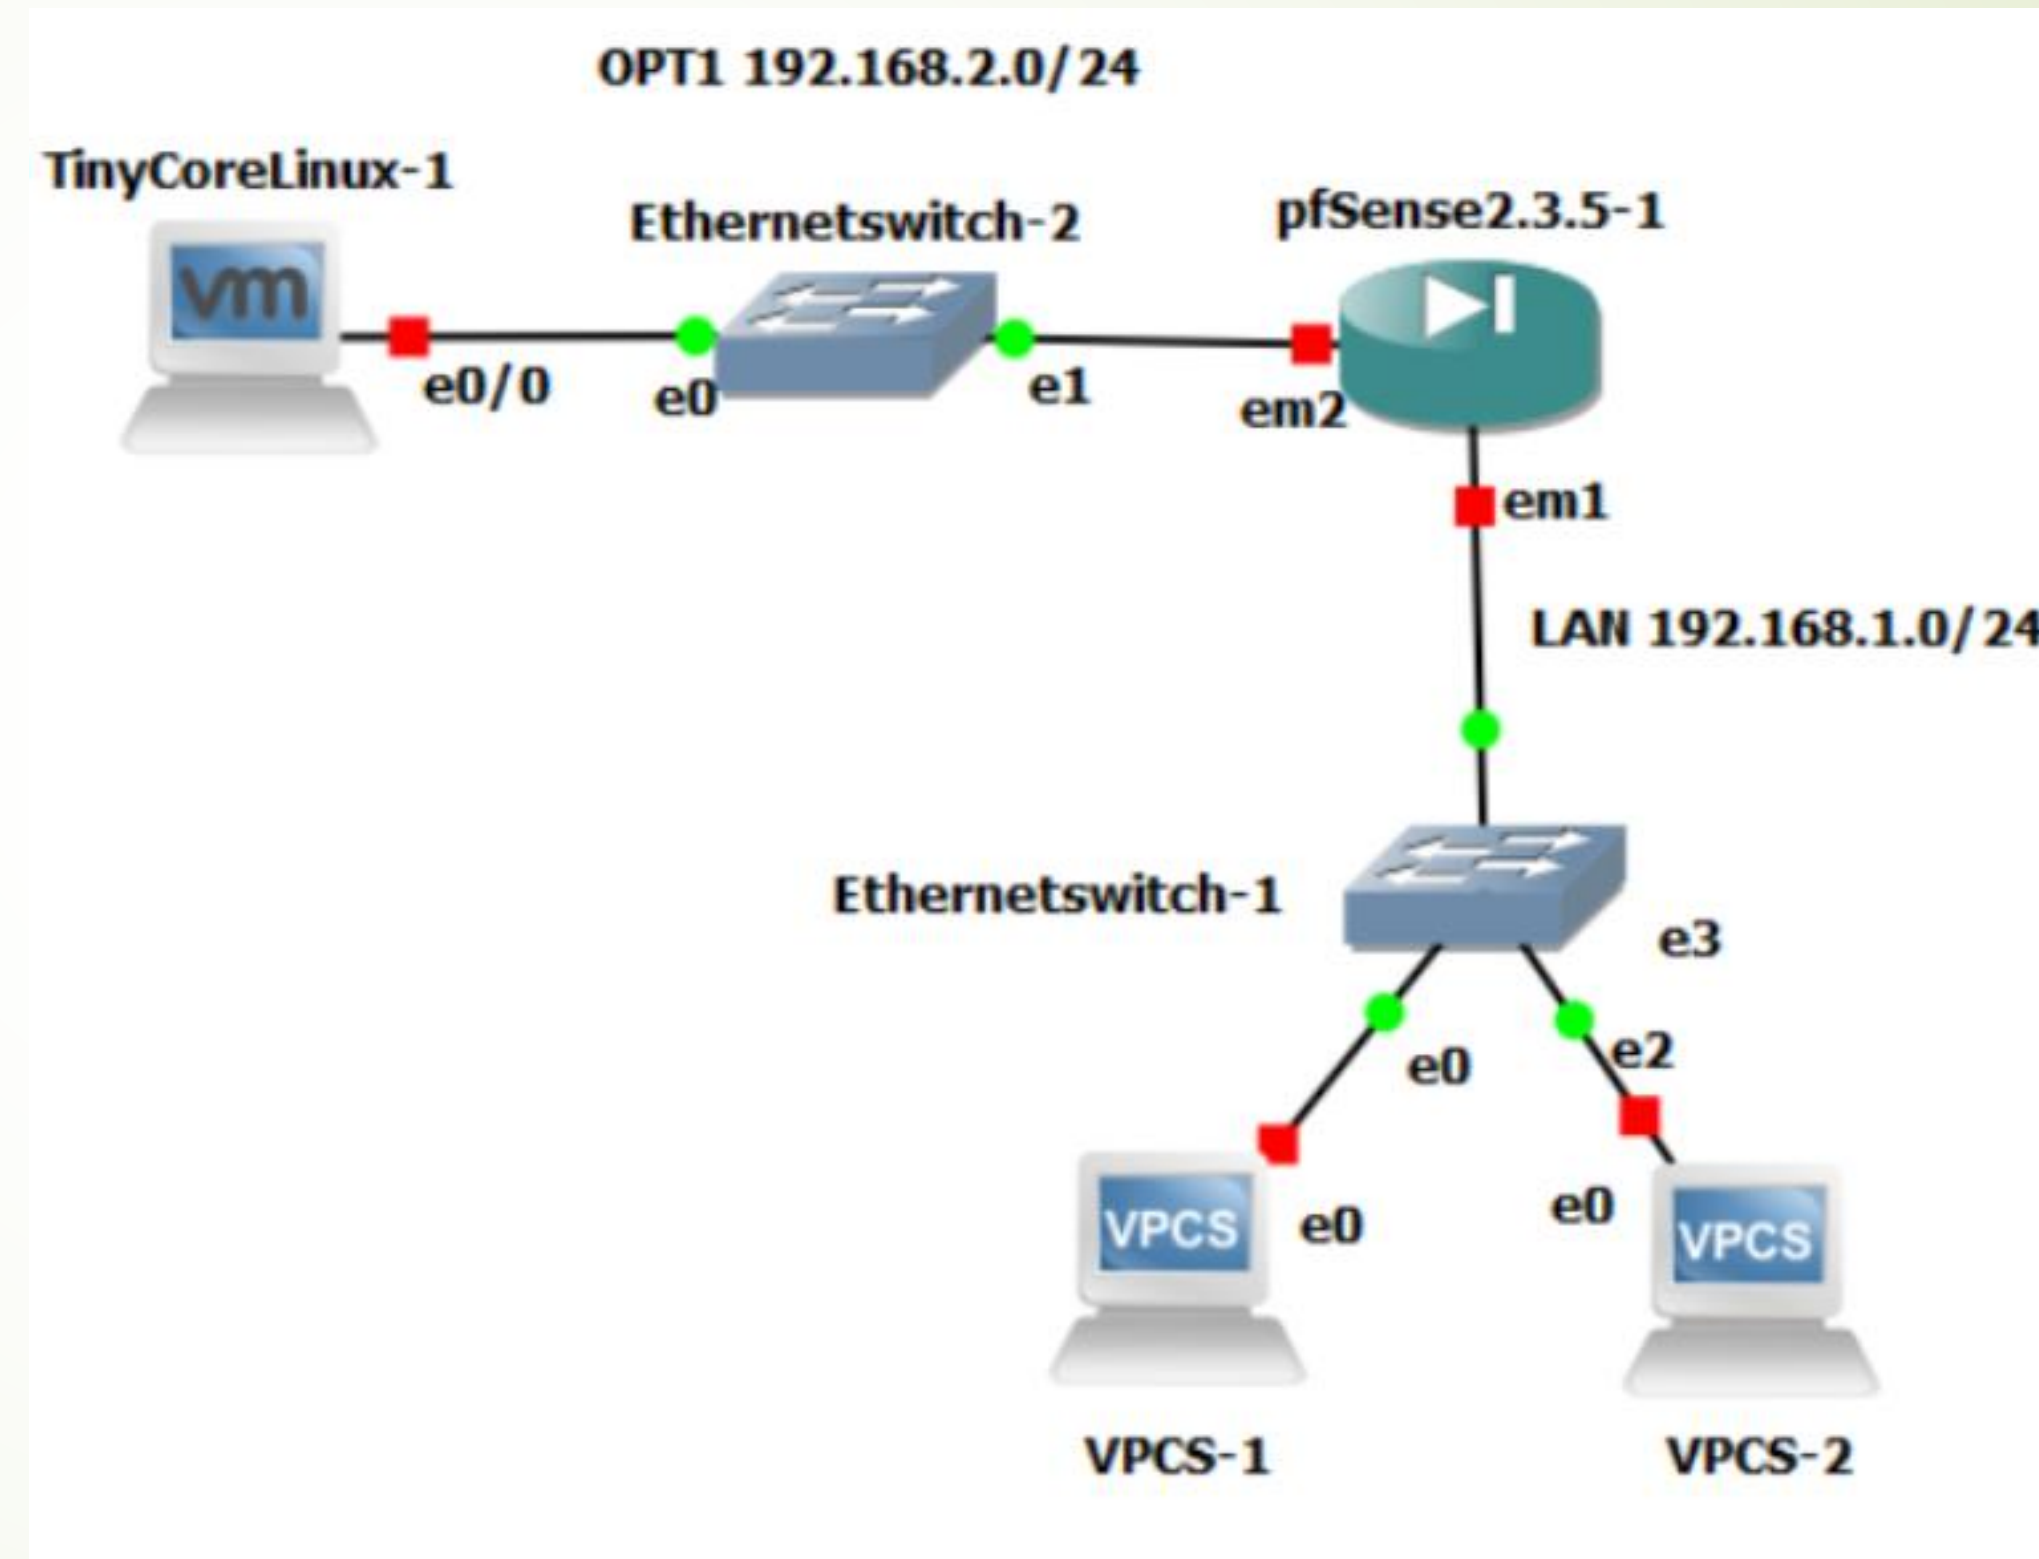 OPT1 192.168.2.0/24
TinyCoreLinux-1
Ethernetswitch-2
pfSense2.3.5-1
vm
e0/0
e0
e1
em2
em1
LAN 192.168.1.0/24
Ethernetswitch-1
e3
e0
e2
e0
e0
VPCS
VPCS
VPCS-1
VPCS-2